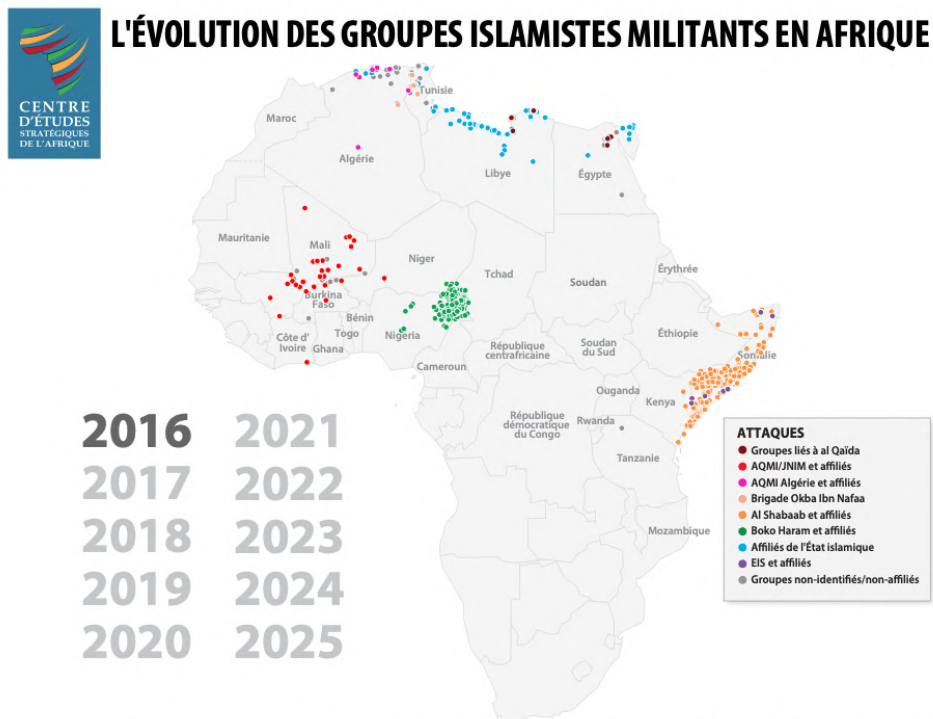 L'ÉVOLUTION DES GROUPES ISLAMISTES MILITANTS EN AFRIQUE
CENTRE
D'ÉTUDES
STRATÉGIQUES
DE L'AFRIQUE
Tunisie
Maroc
Algérie
Libye
Égypte
Mauritanie
Mali
Niger
Tchad
Soudan
Érythrée
Burkina
Faso
Bénin
Togo
Côte d'
Ivoire
Ghana
Nigeria
Cameroun
République
centrafricaine
Soudan
du Sud
Éthiopie
Somalie
Ouganda
Kenya
République
démocratique
du Congo
Rwanda
Tanzanie
Mozambique
2016
2017
2018
2019
2020
2021
2022
2023
2024
2025
ATTAQUES
Groupes liés à al Qaïda
AQMI/JNIM et affiliés
AQMI Algérie et affiliés
Brigade Okba Ibn Nafaa
Al Shabaab et affiliés
Boko Haram et affiliés
Affiliés de l'État islamique
EIS et affiliés
Groupes non-identifiés/non-affiliés